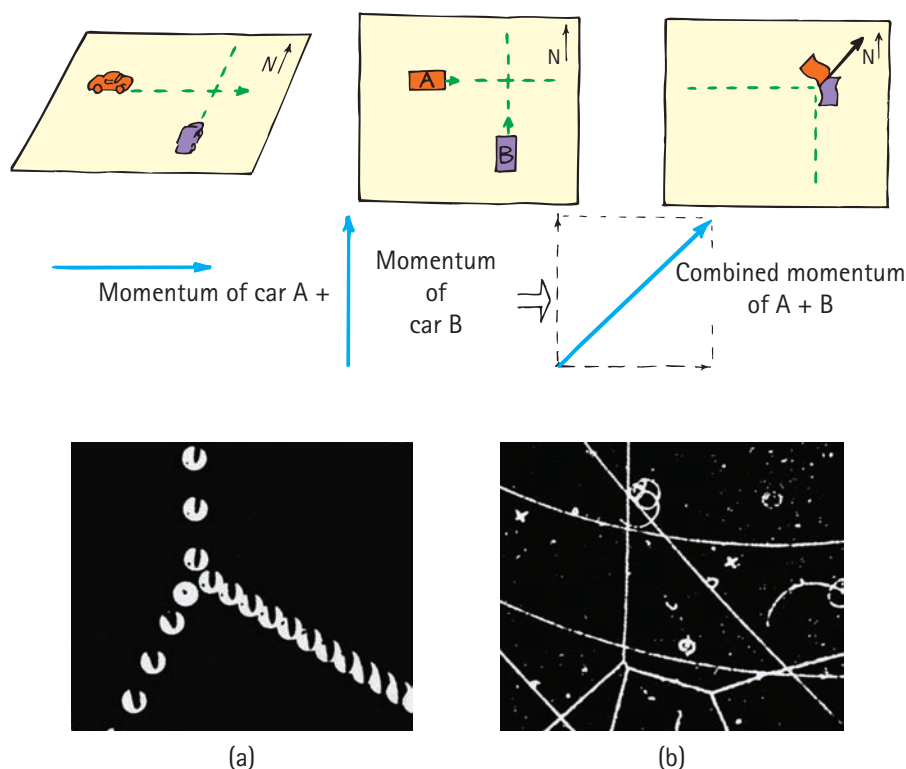 N
N
N
A
B
Momentum of car A +
Momentum
of
car B
Combined momentum
of A + B
(a)
(b)